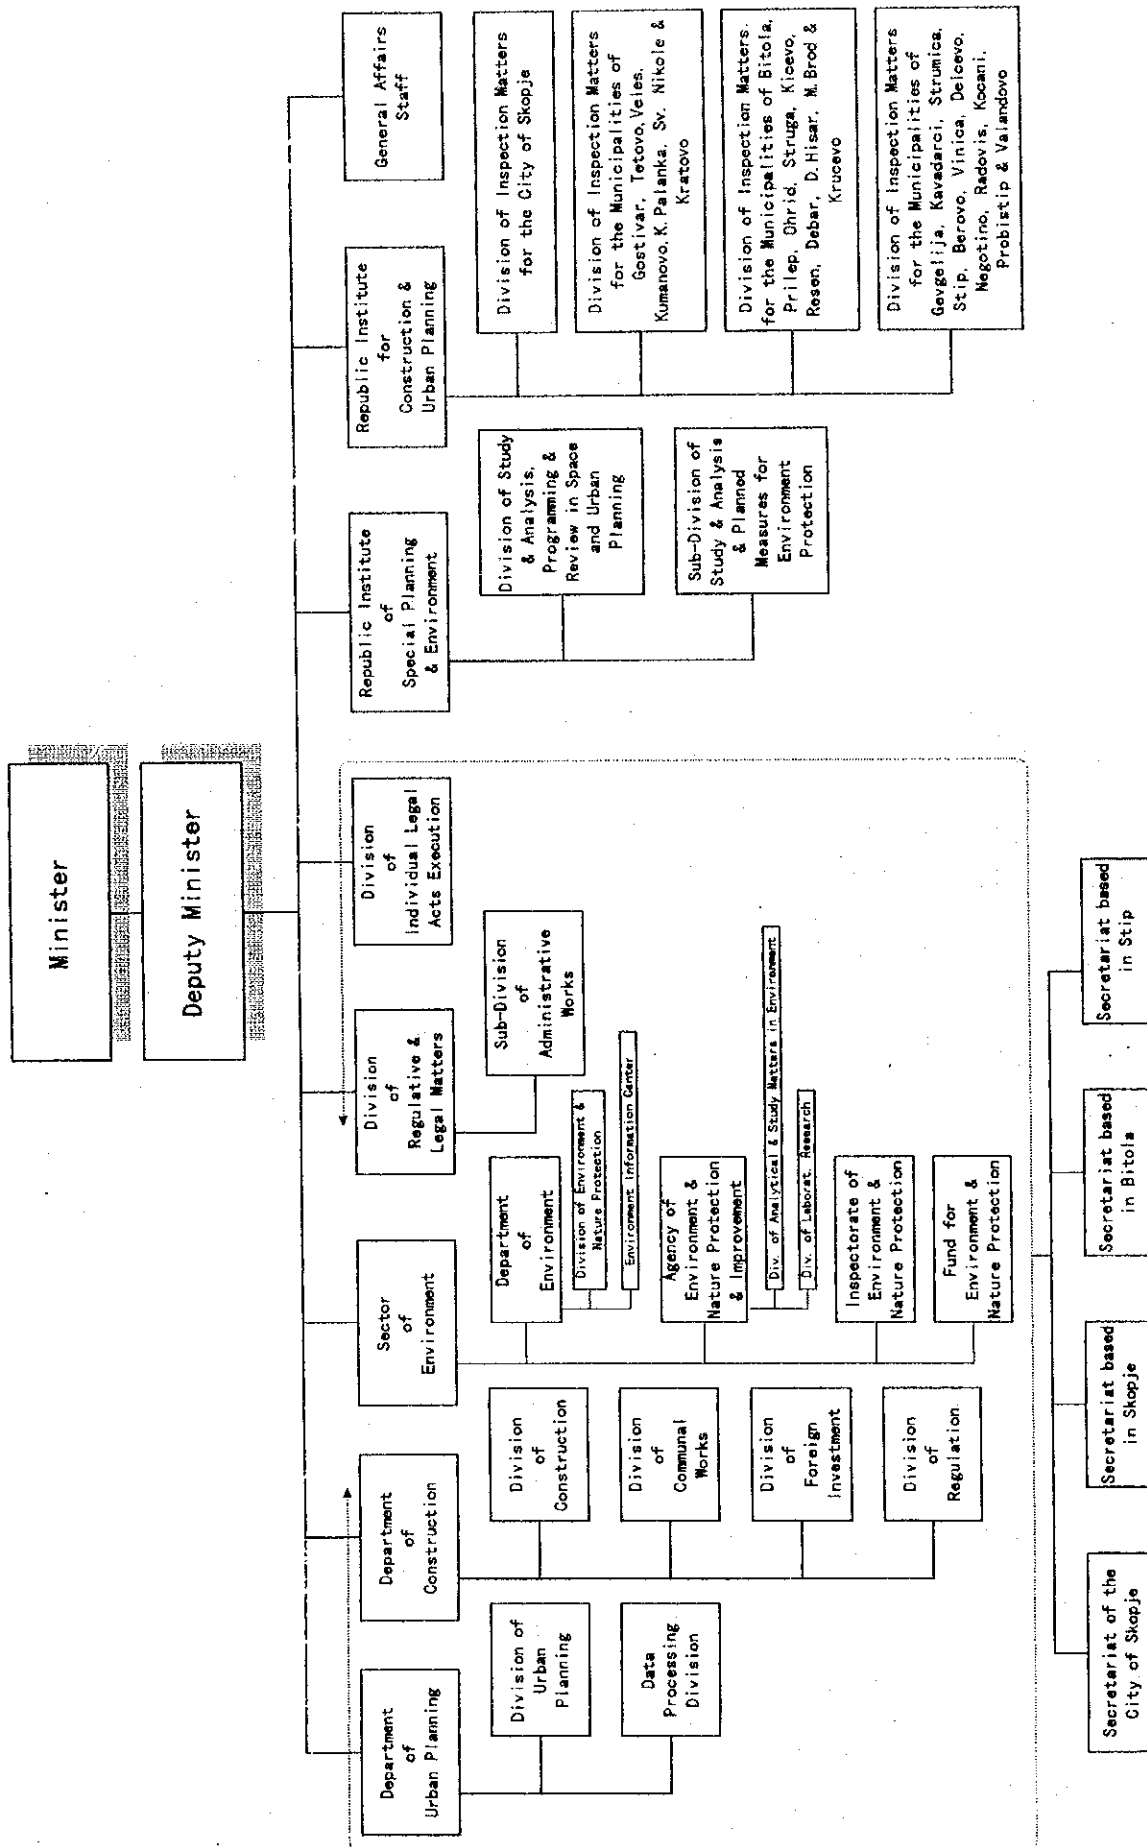 Minister
Deputy Minister
Department
of
Urban Planning
Division of
Urban
Planning
Data
Processing
Division
Department
of
Construction
Division
of
Construction
Division
of
Communal
Works
Division
of
Foreign
Investment
Division
of
Regulation
Sector
of
Environment
Department
of
Environment
Division of Environment &
Nature Protection
Environment Information Center
Agency of
Environment &
Nature Protection
& Improvement
Div. of Analytical & Study Matters in Environment
Div. of Laborat. Research
Inspectorate of
Environment &
Nature Protection
Fund for
Environment &
Nature Protection
Division
of
Regulative &
Legal Matters
Sub-Division
of
Administrative
Works
Division
of
Individual Legal
Acts Execution
Republic Institute
of
Special Planning
& Environment
Division of Study
& Analysis,
Programming &
Review in Space
and Urban
Planning
Sub-Division of
Study & Analysis
& Planned
Measures for
Environment
Protection
Republic Institute
for
Construction &
Urban Planning
Division of Inspection Matters
for the City of Skopje
Division of Inspection Matters
for the Municipalities of
Gostivar, Tetovo, Veles,
Kumanovo, K. Palanka, Sv. Nikole &
Kratovo
Division of Inspection Matters
for the Municipalities of Bitola,
Prilep, Ohrid, Struga, Kicevo,
Resen, Debar, D. Hisar, M. Brod &
Krucevo
Division of Inspection Matters
for the Municipalities of
Gevgelija, Kavadarci, Strumica,
Stip, Berovo, Vinica, Delcevo,
Negotino, Radovis, Kocani,
Probistip & Valandovo
General Affairs
Staff
Secretariat of the
City of Skopje
Secretariat based
in Skopje
Secretariat based
in Bitola
Secretariat based
in Stip